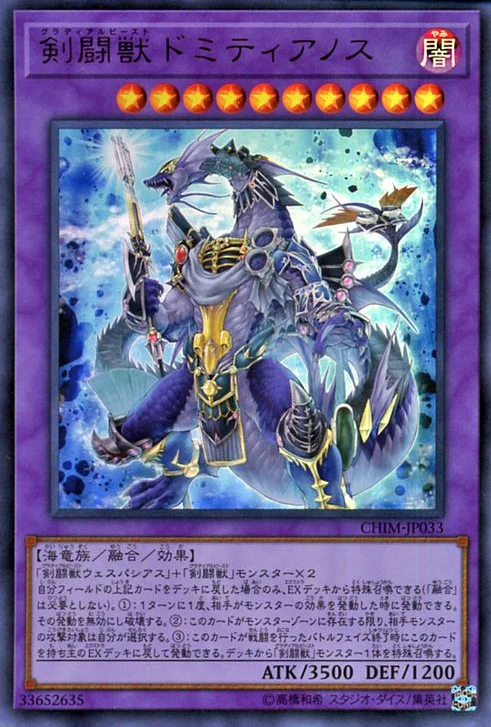 剣闘獣ドミティアノス
グラディアルビースト
闇
やみ
CHIM-JP033
【海竜族／融合／効果】
「剣闘獣ウェスパシアス」＋「剣闘獣」モンスター×２
自分フィールドの上記カードをデッキに戻した場合のみ、EXデッキから特殊召喚できる（「融合」
は必要としない）。①：１ターンに１度、相手がモンスターの効果を発動した時に発動できる。
その発動を無効にし破壊する。②：このカードがモンスターゾーンに存在する限り、相手モンスター
の攻撃対象は自分が選択する。③：このカードが戦闘を行ったバトルフェイズ終了時にこのカード
を持ち主のEXデッキに戻して発動できる。デッキから「剣闘獣」モンスター１体を特殊召喚する。
ATK/3500 DEF/1200
33652635
©高橋和希 スタジオ・ダイス/集英社